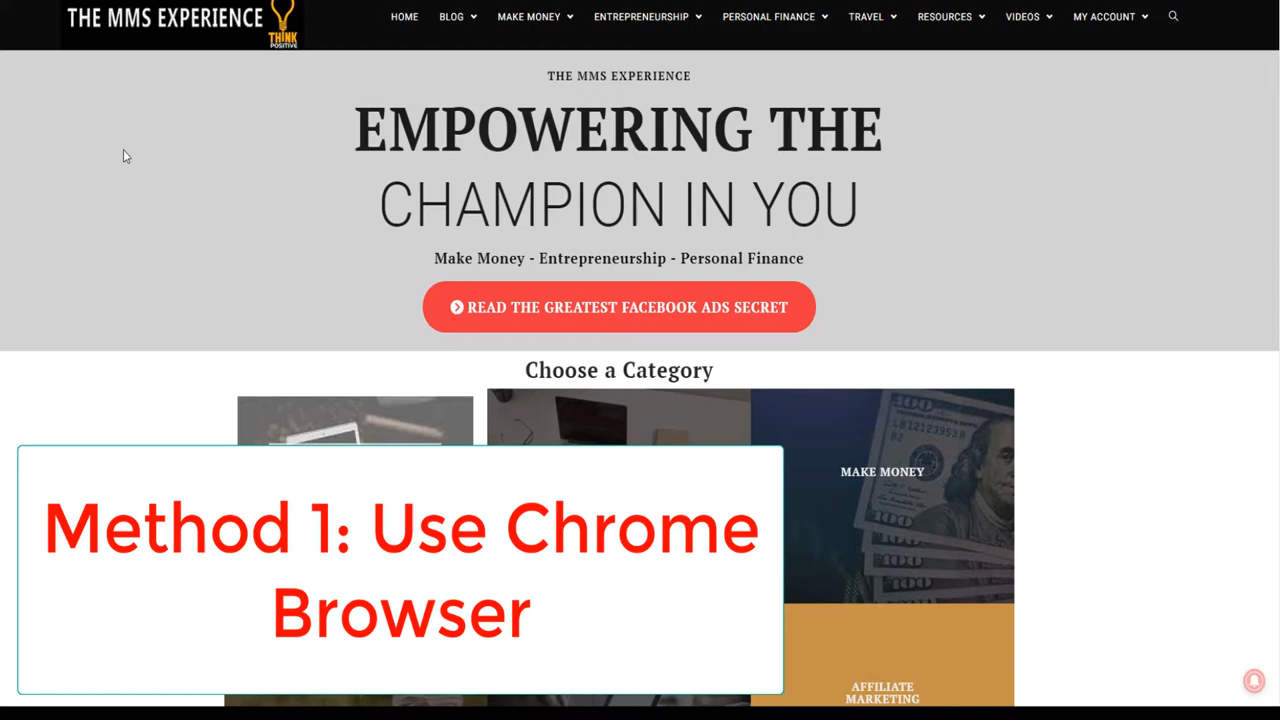 THE MMS EXPERIENCE
THINK
POSITIVE
HOME BLOG MAKE MONEY ENTREPRENEURSHIP PERSONAL FINANCE TRAVEL RESOURCES VIDEOS MY ACCOUNT
THE MMS EXPERIENCE
EMPOWERING THE
CHAMPION IN YOU
Make Money - Entrepreneurship - Personal Finance
READ THE GREATEST FACEBOOK ADS SECRET
Choose a Category
MAKE MONEY
Method 1: Use Chrome
Browser
AFFILIATE
MARKETING